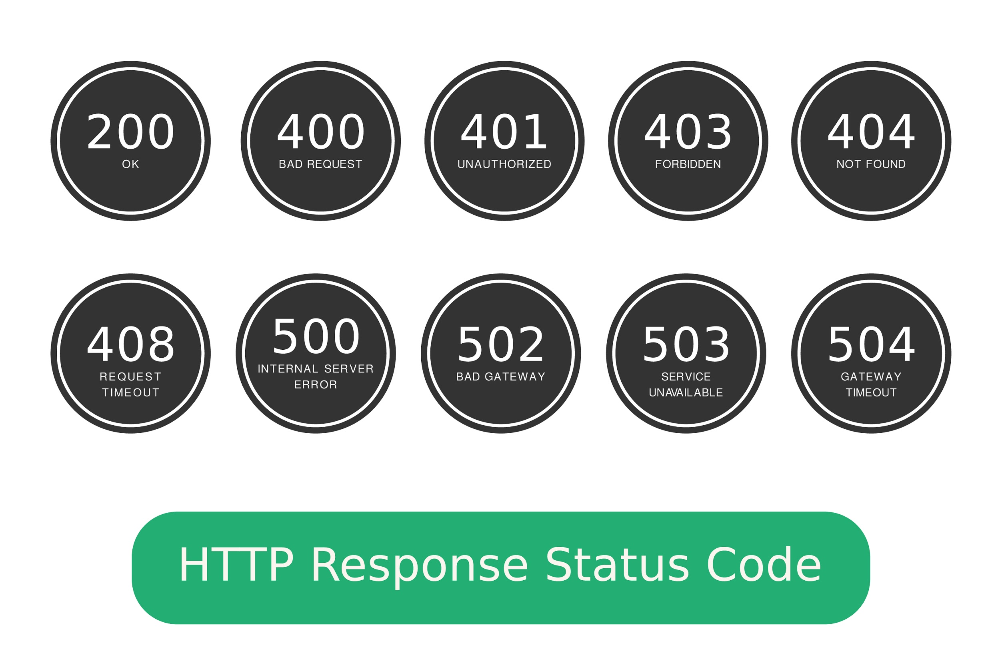 200
OK
400
BAD REQUEST
401
UNAUTHORIZED
403
FORBIDDEN
404
NOT FOUND
408
REQUEST
TIMEOUT
500
INTERNAL SERVER
ERROR
502
BAD GATEWAY
503
SERVICE
UNAVAILABLE
504
GATEWAY
TIMEOUT
HTTP Response Status Code